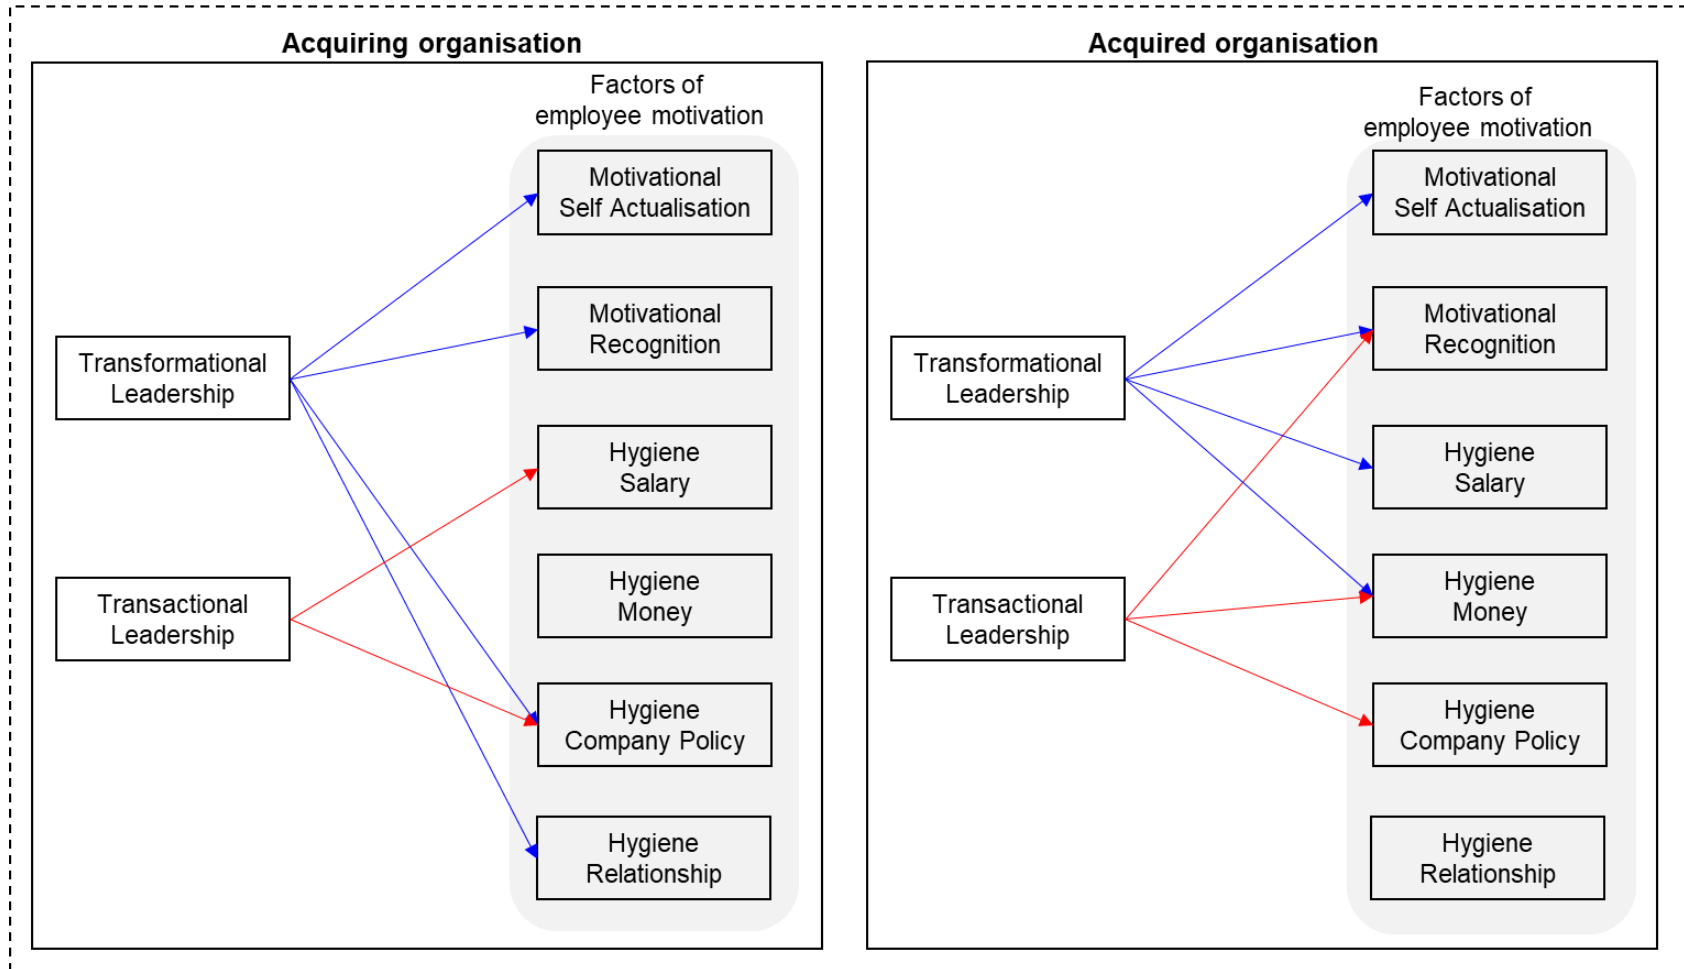 Acquiring organisation
Factors of
employee motivation
Motivational
Self Actualisation
Motivational
Recognition
Transformational
Leadership
Hygiene
Salary
Transactional
Leadership
Hygiene
Money
Hygiene
Company Policy
Hygiene
Relationship
Acquired organisation
Factors of
employee motivation
Motivational
Self Actualisation
Motivational
Recognition
Transformational
Leadership
Hygiene
Salary
Transactional
Leadership
Hygiene
Money
Hygiene
Company Policy
Hygiene
Relationship